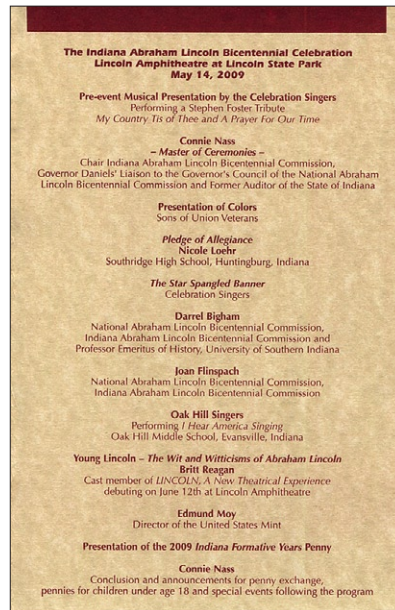 The Indiana Abraham Lincoln Bicentennial Celebration
Lincoln Amphitheatre at Lincoln State Park
May 14, 2009
Pre-event Musical Presentation by the Celebration Singers
Performing a Stephen Foster Tribute
My Country Tis of Thee and A Prayer For Our Time
Connie Nass
– Master of Ceremonies –
Chair Indiana Abraham Lincoln Bicentennial Commission,
Governor Daniels' Liaison to the Governor's Council of the National Abraham
Lincoln Bicentennial Commission and Former Auditor of the State of Indiana
Presentation of Colors
Sons of Union Veterans
Pledge of Allegiance
Nicole Loehr
Southridge High School, Huntingburg, Indiana
The Star Spangled Banner
Celebration Singers
Darrel Bigham
National Abraham Lincoln Bicentennial Commission,
Indiana Abraham Lincoln Bicentennial Commission and
Professor Emeritus of History, University of Southern Indiana
Joan Flinspach
National Abraham Lincoln Bicentennial Commission,
Indiana Abraham Lincoln Bicentennial Commission
Oak Hill Singers
Performing I Hear America Singing
Oak Hill Middle School, Evansville, Indiana
Young Lincoln – The Wit and Witticisms of Abraham Lincoln
Britt Reagan
Cast member of LINCOLN, A New Theatrical Experience
debuting on June 12th at Lincoln Amphitheatre
Edmund Moy
Director of the United States Mint
Presentation of the 2009 Indiana Formative Years Penny
Connie Nass
Conclusion and announcements for penny exchange,
pennies for children under age 18 and special events following the program